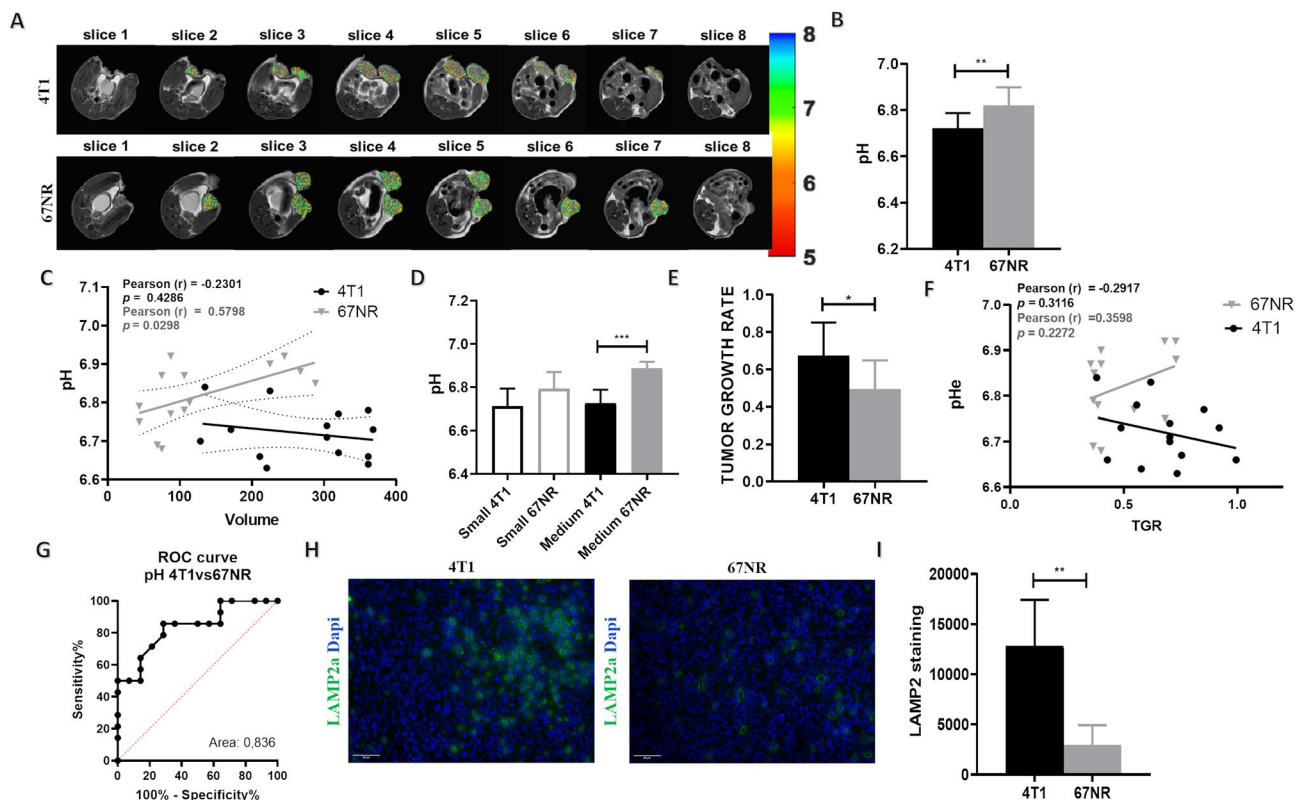 A
slice 1 slice 2 slice 3 slice 4 slice 5 slice 6 slice 7 slice 8
4T1
slice 1 slice 2 slice 3 slice 4 slice 5 slice 6 slice 7 slice 8
67NR
8
7
6
5
B
7.0
6.8
6.6
6.4
6.2
pH
**
4T1 67NR
C
Pearson (r) = -0.2301
p = 0.4286
Pearson (r) = 0.5798
p = 0.0298
4T1
67NR
7.1
7.0
6.9
6.8
6.7
6.6
pH
0 100 200 300 400
Volume
D
7.2
7.0
6.8
6.6
6.4
pH
***
Small 4T1
Small 67NR
Medium 4T1
Medium 67NR
E
1.0
0.8
0.6
0.4
0.2
0.0
TUMOR GROWTH RATE
*
4T1 67NR
F
Pearson (r) = -0.2917
p = 0.3116
Pearson (r) =0.3598
p = 0.2272
67NR
4T1
7.0
6.9
6.8
6.7
6.6
pHe
0.0 0.5 1.0
TGR
G
ROC curve
pH 4T1vs67NR
100
80
60
40
20
0
Sensitivity%
Area: 0,836
0 20 40 60 80 100
100% - Specificity%
H
4T1
LAMP2a Dapi
67NR
LAMP2a Dapi
I
20000
15000
10000
5000
0
LAMP2 staining
**
4T1 67NR